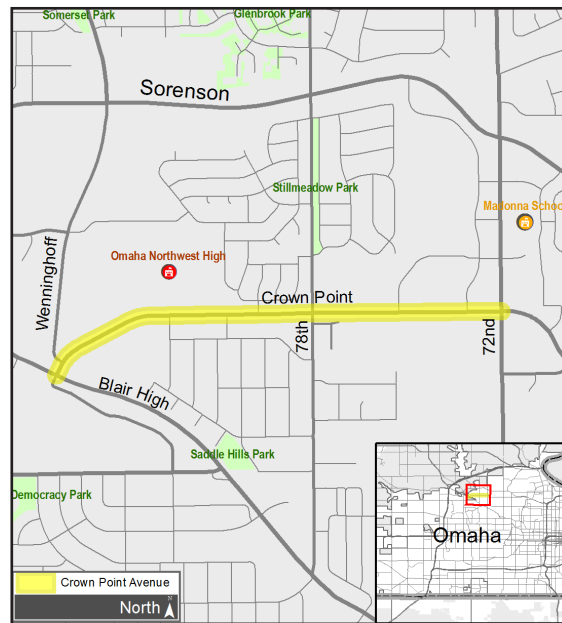 Somerset Park
Glenbrook Park
Sorenson
Stillmeadow Park
Madonna School
Omaha Northwest High
Wenninghoff
Crown Point
78th
72nd
Blair High
Saddle Hills Park
Democracy Park
Omaha
Crown Point Avenue
North
N